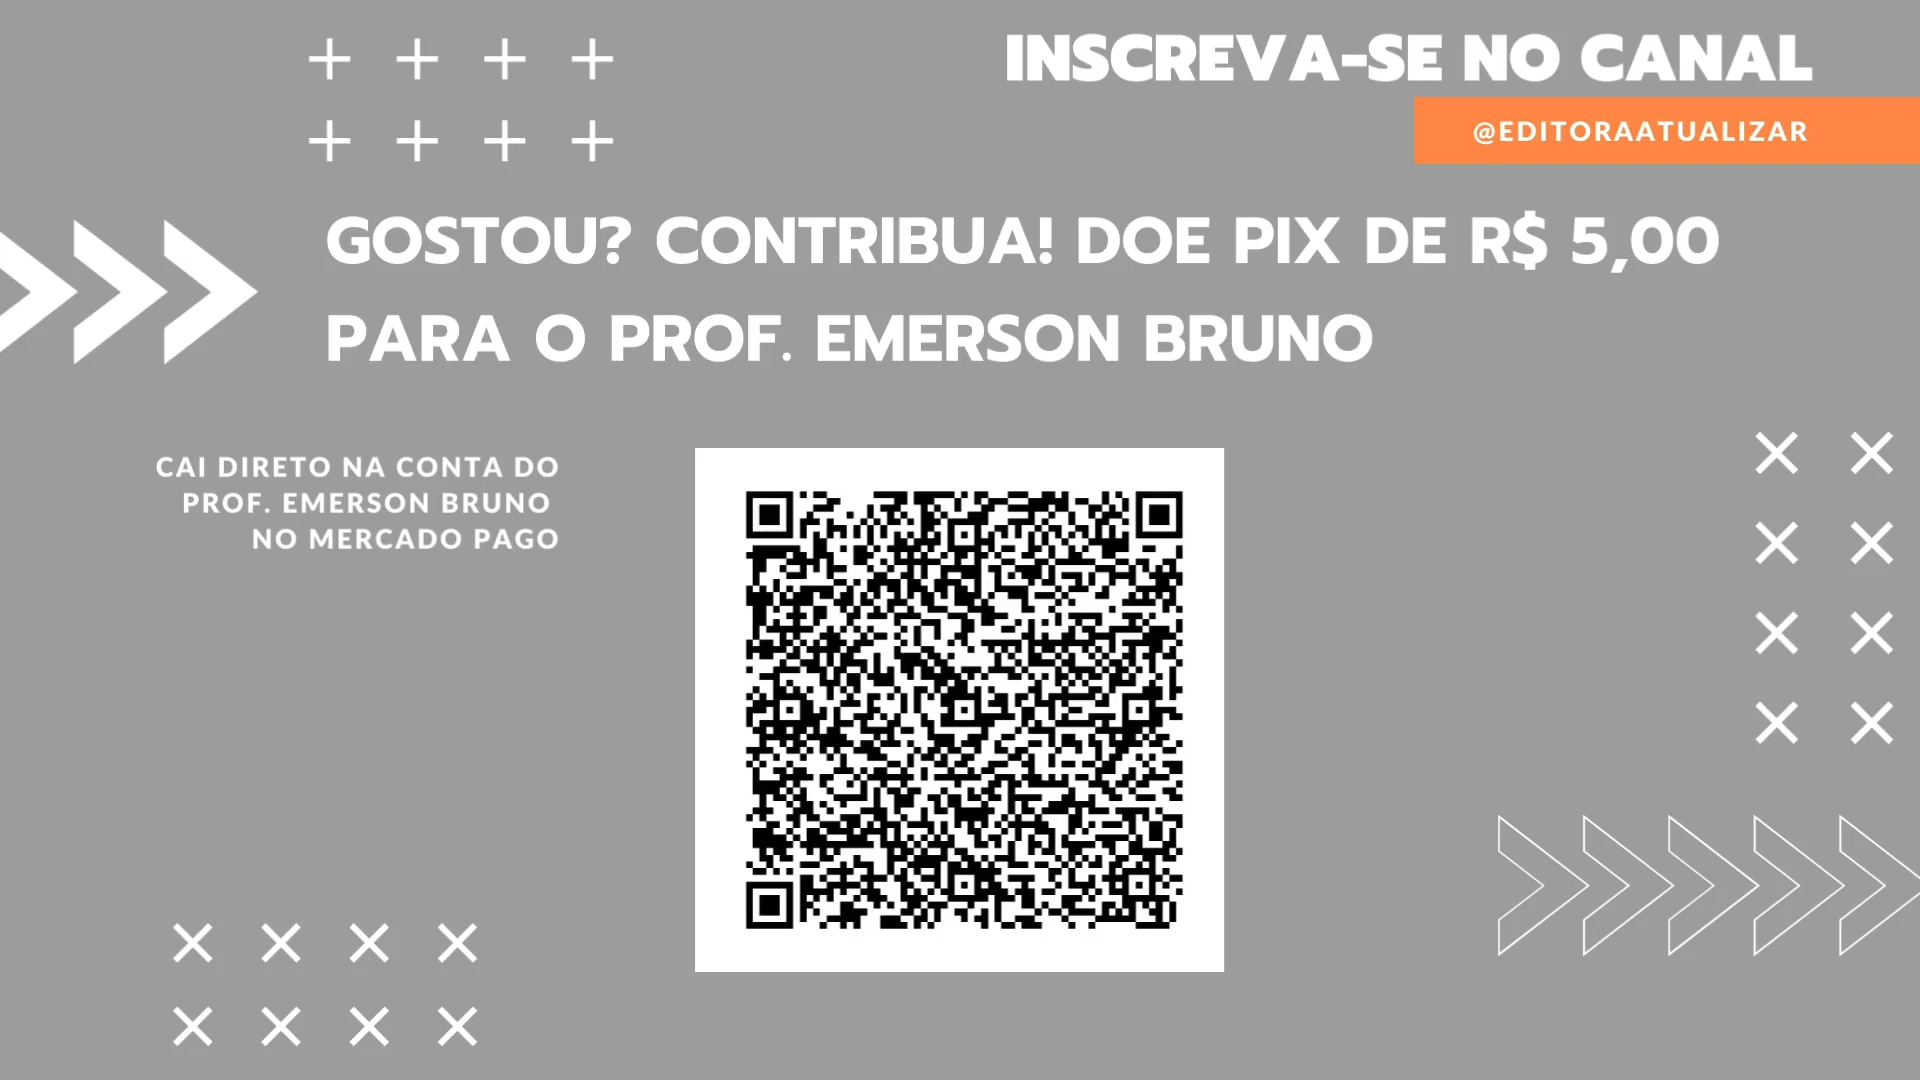 INSCREVA-SE NO CANAL
@EDITORAATUALIZAR
GOSTOU? CONTRIBUA! DOE PIX DE R$ 5,00
PARA O PROF. EMERSON BRUNO
CAI DIRETO NA CONTA DO
PROF. EMERSON BRUNO
NO MERCADO PAGO